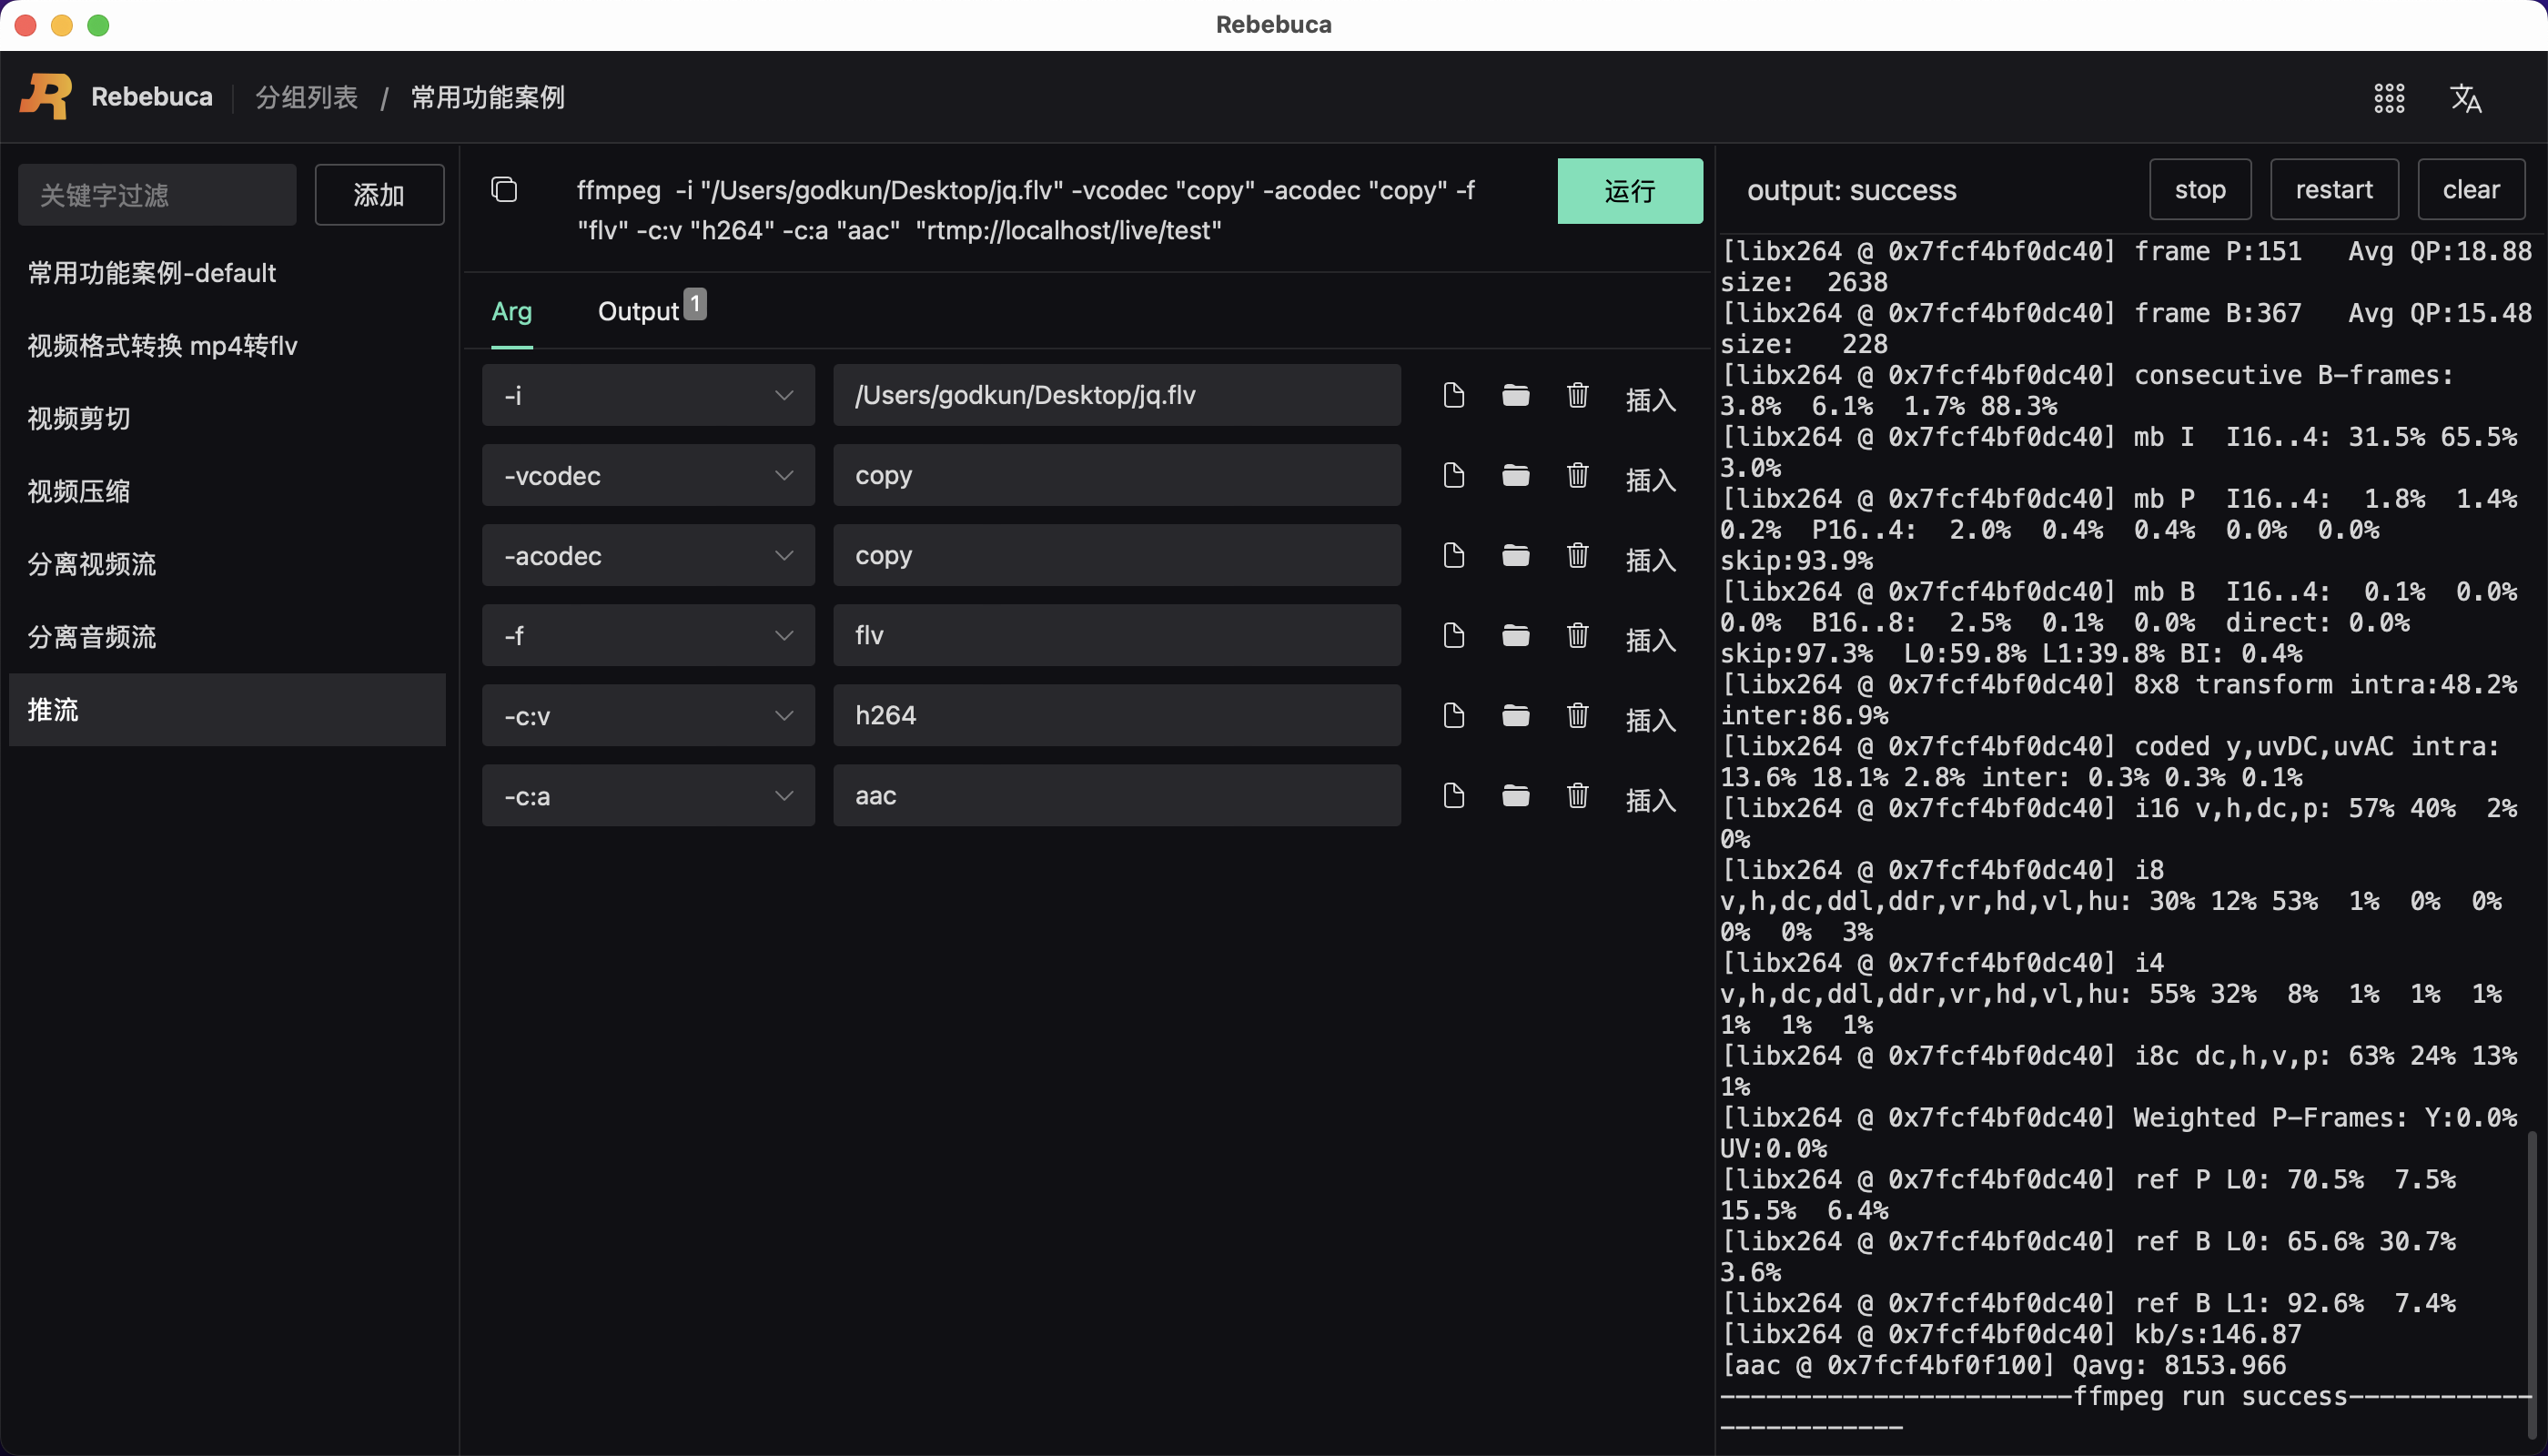 Rebebuca
Rebebuca
分组列表 / 常用功能案例
关键字过滤
添加
常用功能案例-default
视频格式转换 mp4转flv
视频剪切
视频压缩
分离视频流
分离音频流
推流
ffmpeg  -i "/Users/godkun/Desktop/jq.flv" -vcodec "copy" -acodec "copy" -f
"flv" -c:v "h264" -c:a "aac"  "rtmp://localhost/live/test"
运行
Arg
Output 1
-i
/Users/godkun/Desktop/jq.flv
插入
-vcodec
copy
插入
-acodec
copy
插入
-f
flv
插入
-c:v
h264
插入
-c:a
aac
插入
output: success
stop
restart
clear
[libx264 @ 0x7fcf4bf0dc40] frame P:151   Avg QP:18.88
size:  2638
[libx264 @ 0x7fcf4bf0dc40] frame B:367   Avg QP:15.48
size:   228
[libx264 @ 0x7fcf4bf0dc40] consecutive B-frames:
3.8%  6.1%  1.7% 88.3%
[libx264 @ 0x7fcf4bf0dc40] mb I  I16..4: 31.5% 65.5%
3.0%
[libx264 @ 0x7fcf4bf0dc40] mb P  I16..4:  1.8%  1.4%
0.2%  P16..4:  2.0%  0.4%  0.4%  0.0%  0.0%
skip:93.9%
[libx264 @ 0x7fcf4bf0dc40] mb B  I16..4:  0.1%  0.0%
0.0%  B16..8:  2.5%  0.1%  0.0%  direct: 0.0%
skip:97.3%  L0:59.8% L1:39.8% BI: 0.4%
[libx264 @ 0x7fcf4bf0dc40] 8x8 transform intra:48.2%
inter:86.9%
[libx264 @ 0x7fcf4bf0dc40] coded y,uvDC,uvAC intra:
13.6% 18.1% 2.8% inter: 0.3% 0.3% 0.1%
[libx264 @ 0x7fcf4bf0dc40] i16 v,h,dc,p: 57% 40%  2%
0%
[libx264 @ 0x7fcf4bf0dc40] i8
v,h,dc,ddl,ddr,vr,hd,vl,hu: 30% 12% 53%  1%  0%  0%
0%  0%  3%
[libx264 @ 0x7fcf4bf0dc40] i4
v,h,dc,ddl,ddr,vr,hd,vl,hu: 55% 32%  8%  1%  1%  1%
1%  1%  1%
[libx264 @ 0x7fcf4bf0dc40] i8c dc,h,v,p: 63% 24% 13%
1%
[libx264 @ 0x7fcf4bf0dc40] Weighted P-Frames: Y:0.0%
UV:0.0%
[libx264 @ 0x7fcf4bf0dc40] ref P L0: 70.5%  7.5%
15.5%  6.4%
[libx264 @ 0x7fcf4bf0dc40] ref B L0: 65.6% 30.7%
3.6%
[libx264 @ 0x7fcf4bf0dc40] ref B L1: 92.6%  7.4%
[libx264 @ 0x7fcf4bf0dc40] kb/s:146.87
[aac @ 0x7fcf4bf0f100] Qavg: 8153.966
-----------------------ffmpeg run success------------
------------